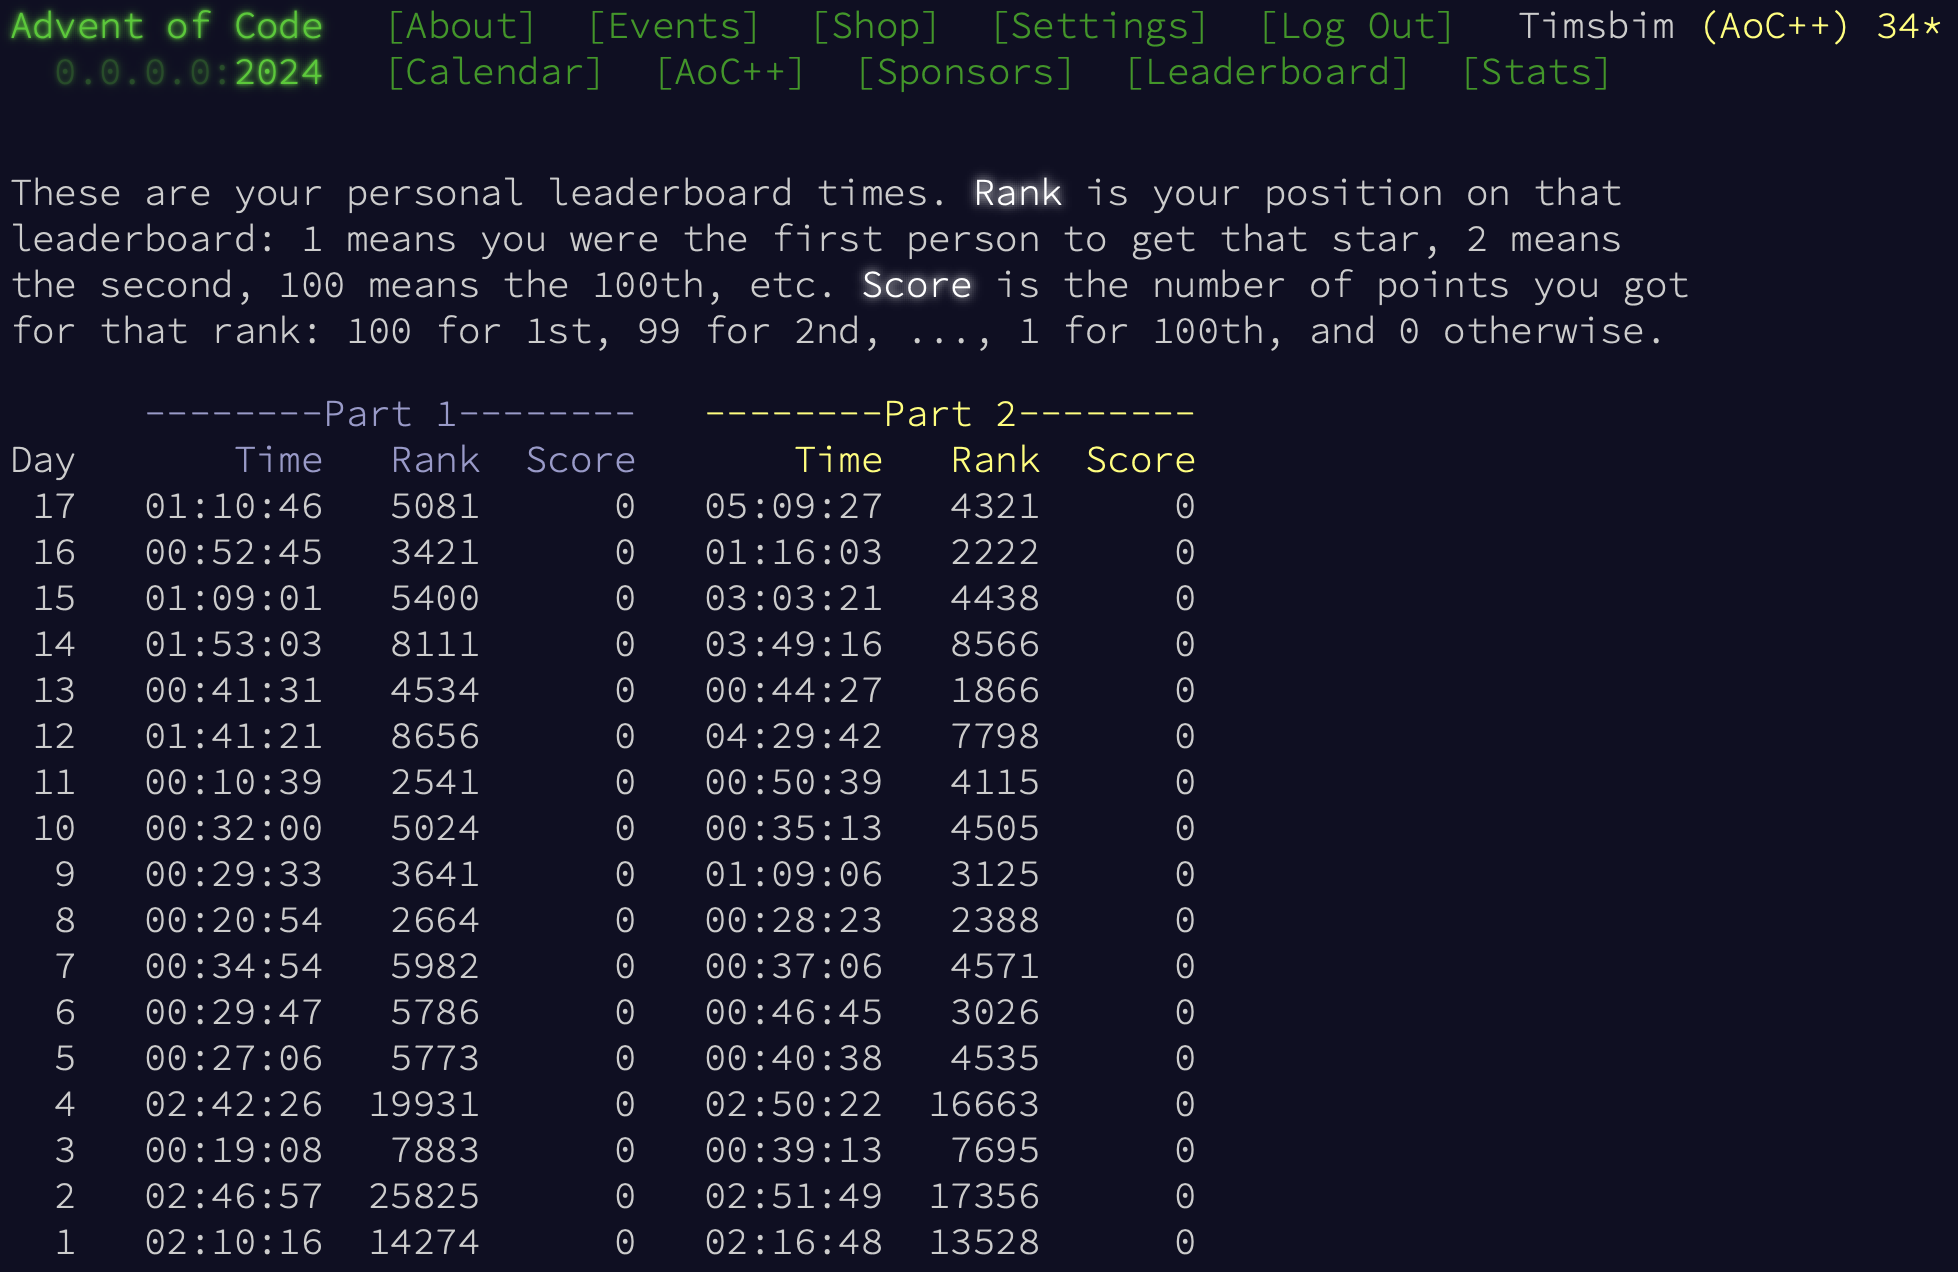 Advent of Code [About] [Events] [Shop] [Settings] [Log Out] Timsbim (AoC++) 34*
0.0.0.0:2024 [Calendar] [AoC++] [Sponsors] [Leaderboard] [Stats]
These are your personal leaderboard times. Rank is your position on that
leaderboard: 1 means you were the first person to get that star, 2 means
the second, 100 means the 100th, etc. Score is the number of points you got
for that rank: 100 for 1st, 99 for 2nd, ..., 1 for 100th, and 0 otherwise.
--------Part 1-------- --------Part 2--------
Day Time Rank Score Time Rank Score
17 01:10:46 5081 0 05:09:27 4321 0
16 00:52:45 3421 0 01:16:03 2222 0
15 01:09:01 5400 0 03:03:21 4438 0
14 01:53:03 8111 0 03:49:16 8566 0
13 00:41:31 4534 0 00:44:27 1866 0
12 01:41:21 8656 0 04:29:42 7798 0
11 00:10:39 2541 0 00:50:39 4115 0
10 00:32:00 5024 0 00:35:13 4505 0
9 00:29:33 3641 0 01:09:06 3125 0
8 00:20:54 2664 0 00:28:23 2388 0
7 00:34:54 5982 0 00:37:06 4571 0
6 00:29:47 5786 0 00:46:45 3026 0
5 00:27:06 5773 0 00:40:38 4535 0
4 02:42:26 19931 0 02:50:22 16663 0
3 00:19:08 7883 0 00:39:13 7695 0
2 02:46:57 25825 0 02:51:49 17356 0
1 02:10:16 14274 0 02:16:48 13528 0